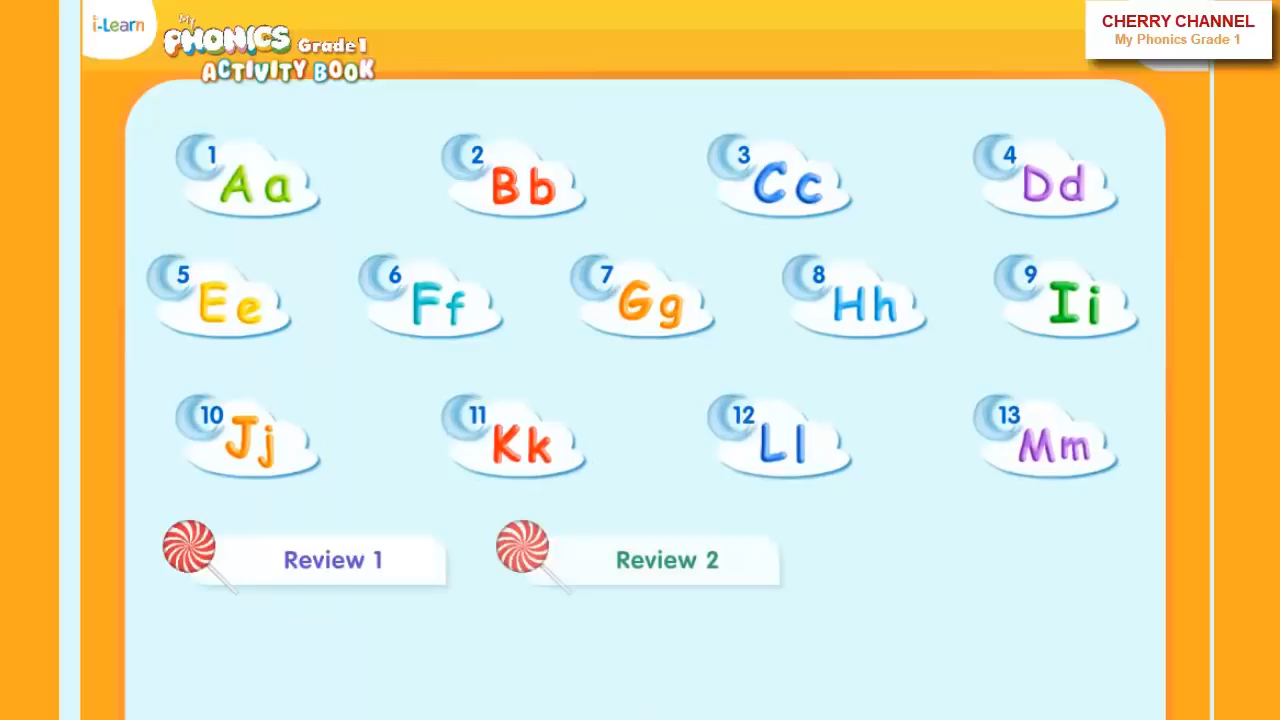 i-Learn
my
PHONICS Grade 1
ACTIVITY BOOK
CHERRY CHANNEL
My Phonics Grade 1
1 Aa
2 Bb
3 Cc
4 Dd
5 Ee
6 Ff
7 Gg
8 Hh
9 Ii
10 Jj
11 Kk
12 Ll
13 Mm
Review 1
Review 2